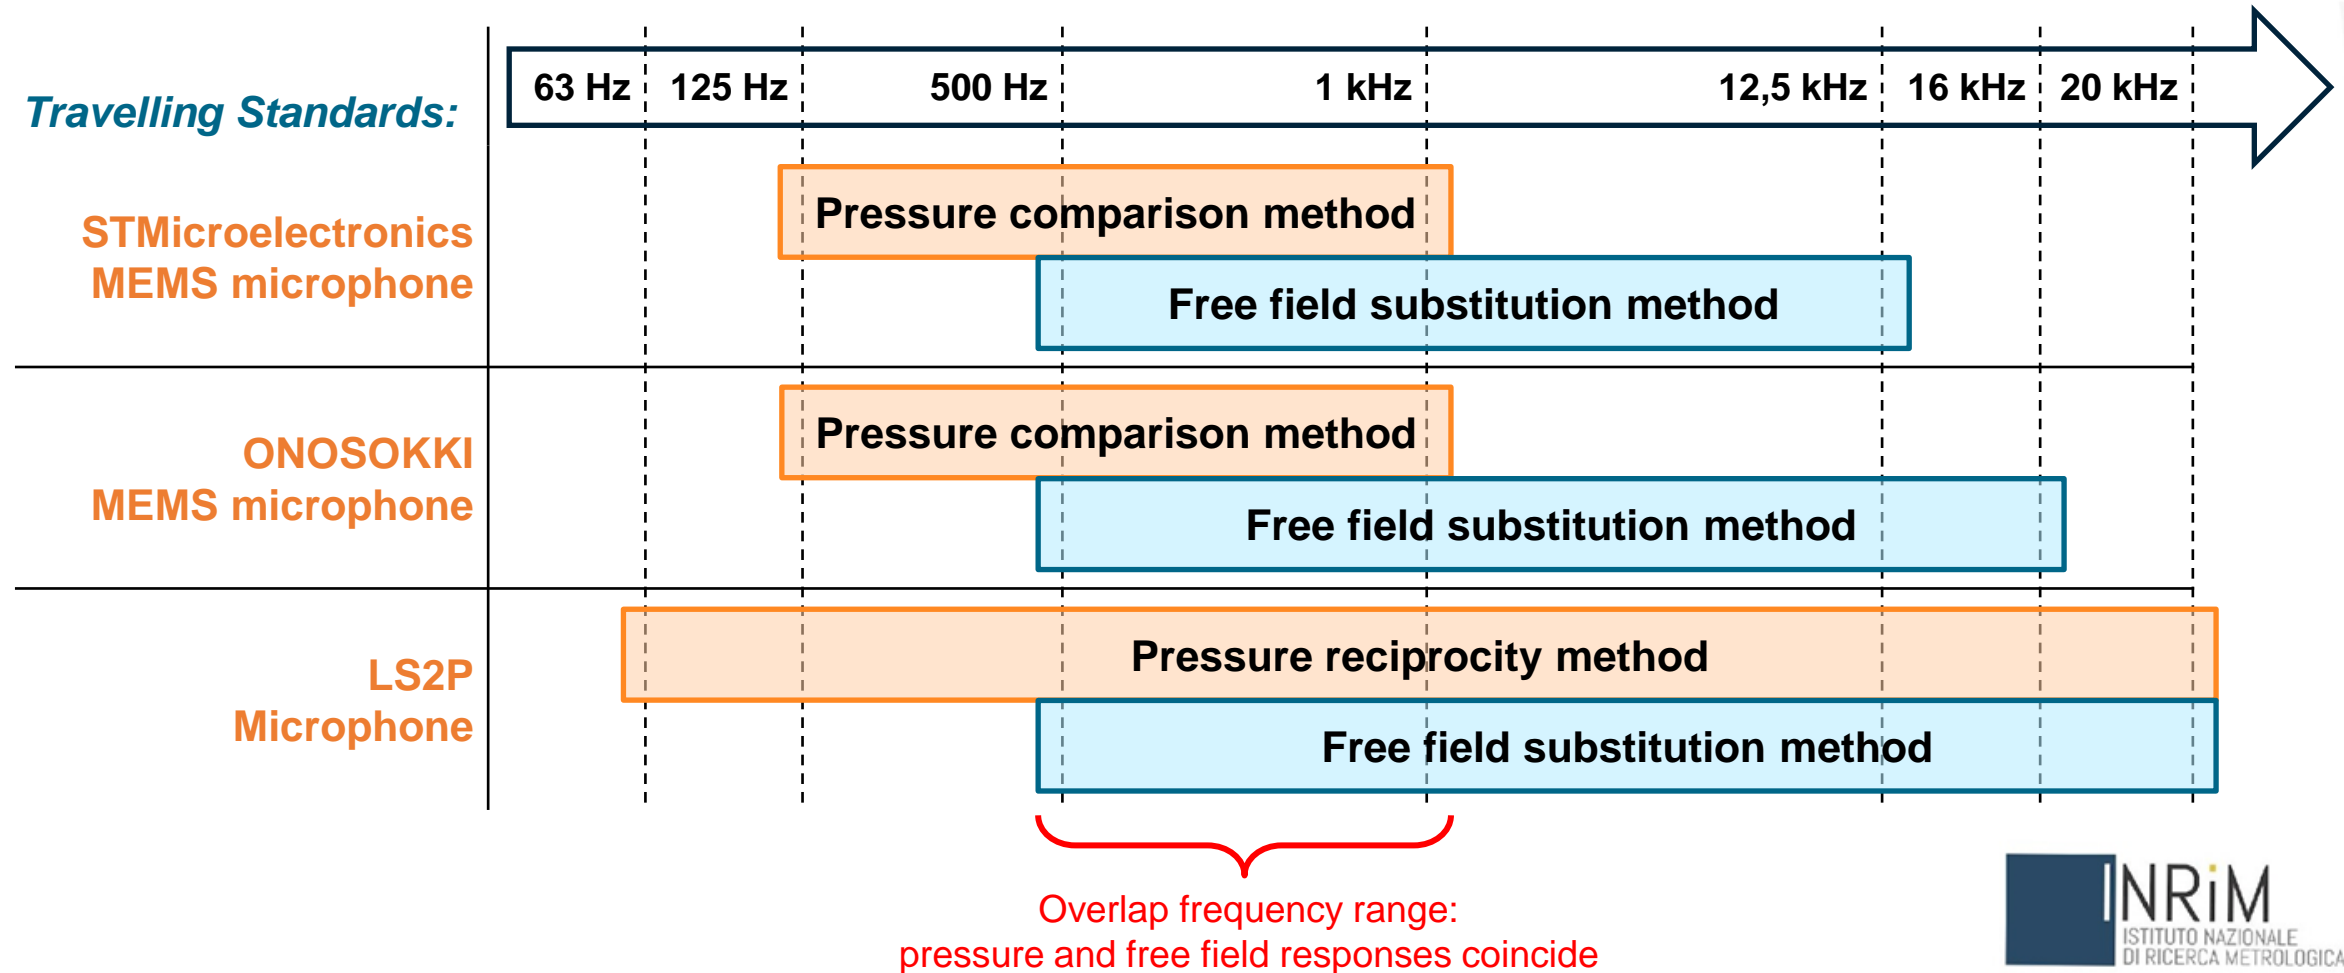 63 Hz 125 Hz 500 Hz 1 kHz 12,5 kHz 16 kHz 20 kHz
Travelling Standards:
STMicroelectronics
MEMS microphone
Pressure comparison method
Free field substitution method
ONOSOKKI
MEMS microphone
Pressure comparison method
Free field substitution method
LS2P
Microphone
Pressure reciprocity method
Free field substitution method
Overlap frequency range:
pressure and free field responses coincide
INRiM
ISTITUTO NAZIONALE
DI RICERCA METROLOGICA